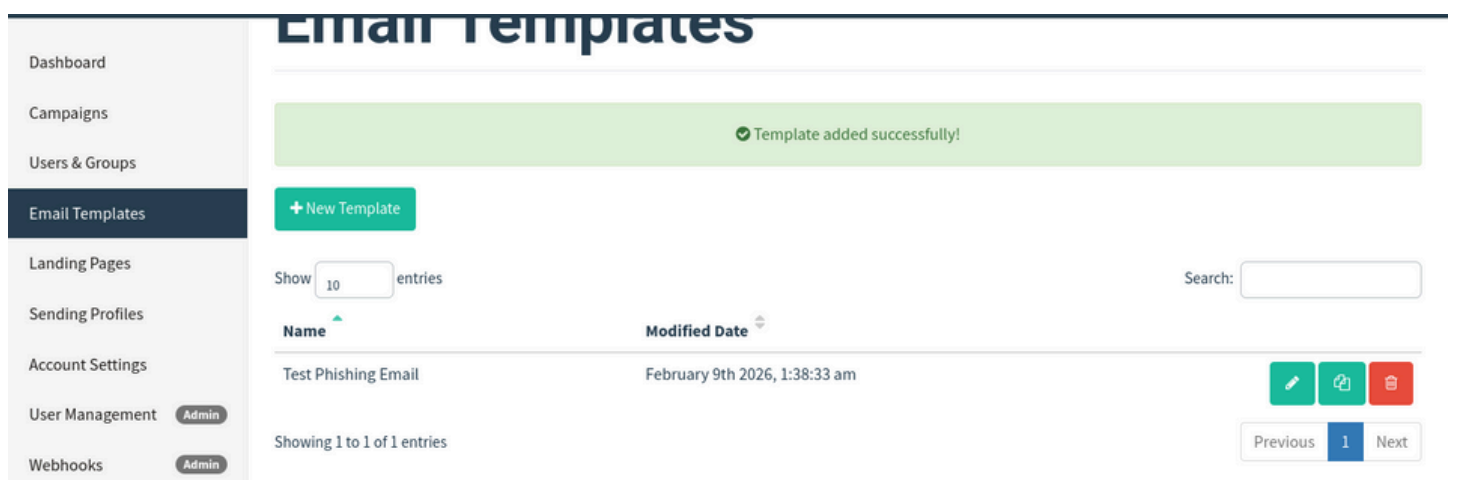 Email Templates
Dashboard
Campaigns
Users & Groups
Email Templates
Landing Pages
Sending Profiles
Account Settings
User Management Admin
Webhooks Admin
Template added successfully!
New Template
Show 10 entries
Search:
Name Modified Date
Test Phishing Email February 9th 2026, 1:38:33 am
Showing 1 to 1 of 1 entries
Previous 1 Next